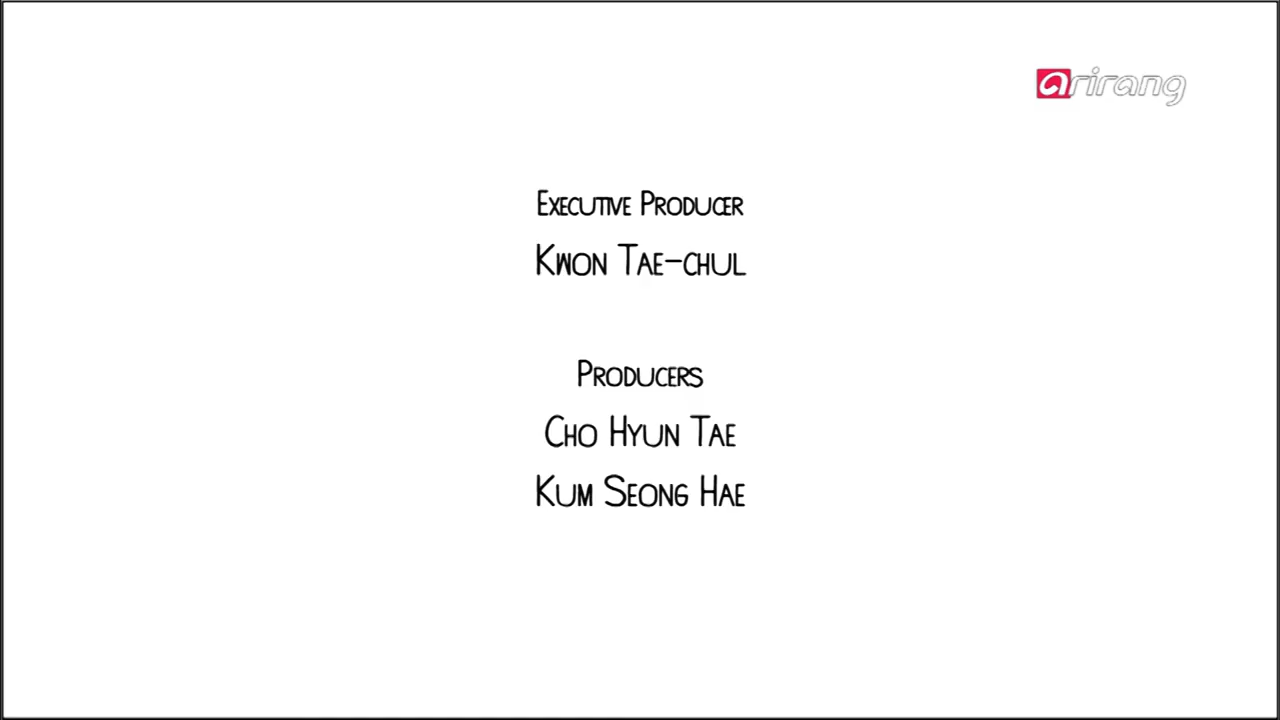 arirang
Executive Producer
Kwon Tae-chul
Producers
Cho Hyun Tae
Kum Seong Hae